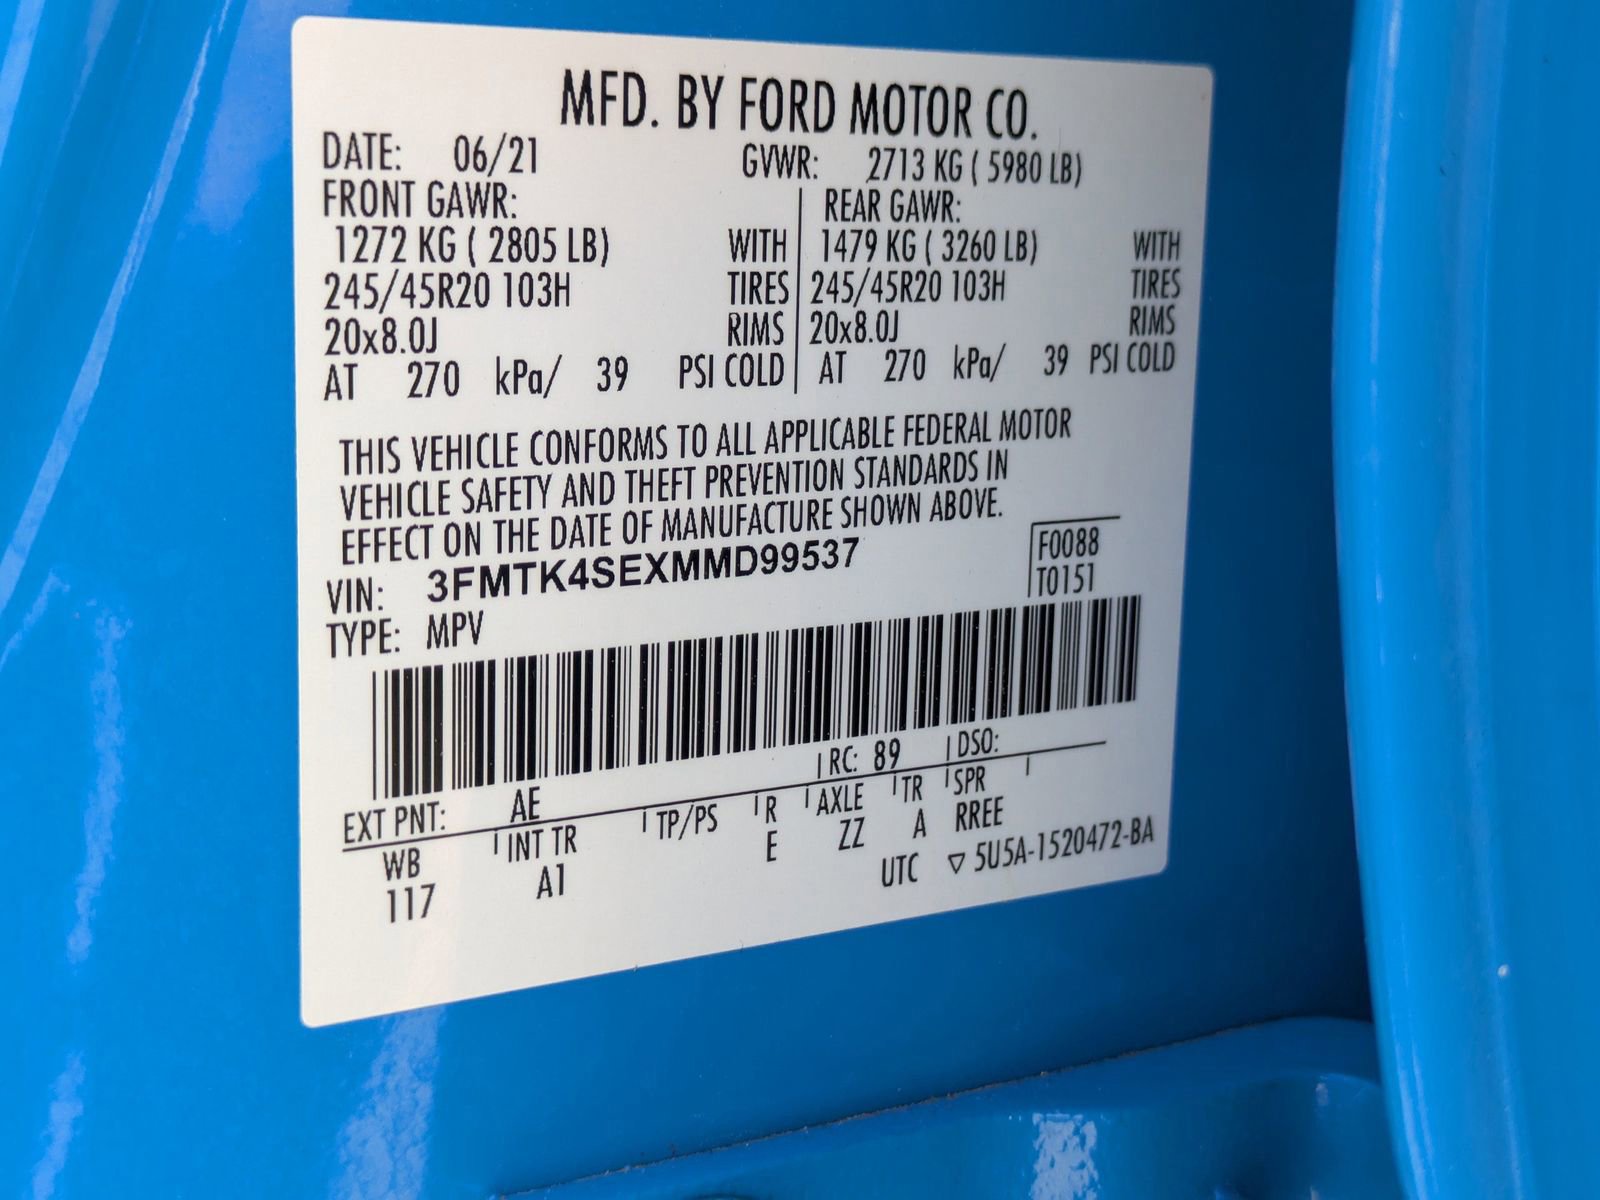 MFD. BY FORD MOTOR CO.
DATE: 06/21 GVWR: 2713 KG ( 5980 LB)
FRONT GAWR: REAR GAWR:
1272 KG ( 2805 LB) WITH 1479 KG ( 3260 LB) WITH
245/45R20 103H TIRES 245/45R20 103H TIRES
20x8.0J RIMS 20x8.0J RIMS
AT 270 kPa/ 39 PSI COLD AT 270 kPa/ 39 PSI COLD
THIS VEHICLE CONFORMS TO ALL APPLICABLE FEDERAL MOTOR
VEHICLE SAFETY AND THEFT PREVENTION STANDARDS IN
EFFECT ON THE DATE OF MANUFACTURE SHOWN ABOVE.
VIN: 3FMTK4SEXMMD99537 F0088
TYPE: MPV T0151
EXT PNT: AE RC: 89 DSO:
WB INT TR TP/PS R AXLE TR SPR
117 A1 E ZZ A RREE
UTC ▽ 5U5A-1520472-BA